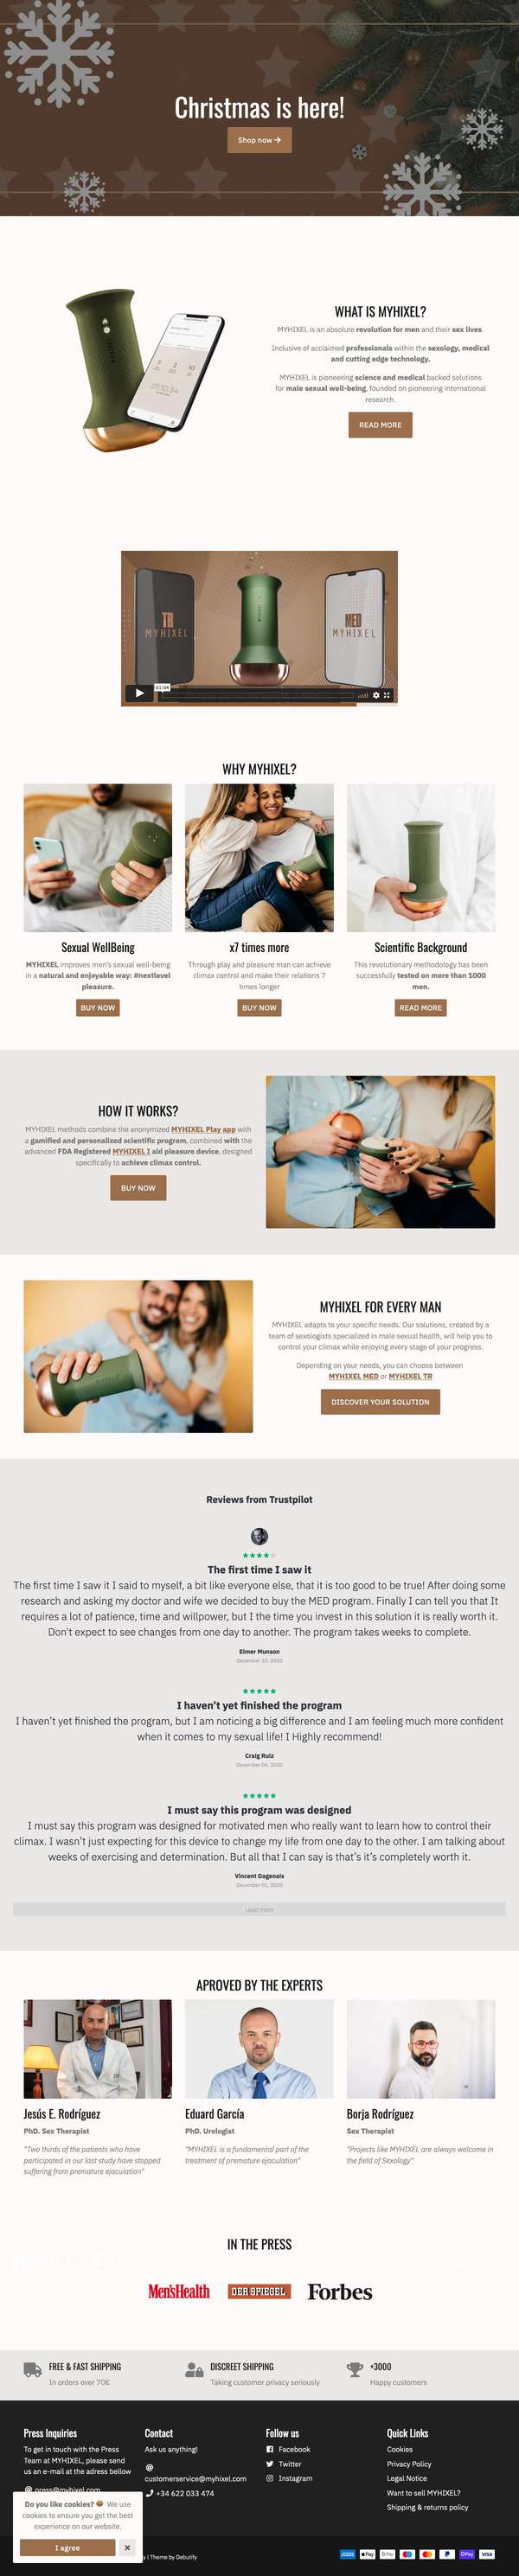 Christmas is here!
Shop now →
WHAT IS MYHIXEL?
MYHIXEL is an absolute revolution for men and their sex lives.
Inclusive of acclaimed professionals within the sexology, medical
and cutting edge technology.
MYHIXEL is pioneering science and medical backed solutions
for male sexual well-being, founded on pioneering international
research.
READ MORE
TR
MYHIXEL
MED
MYHIXEL
01:04
WHY MYHIXEL?
Sexual WellBeing
MYHIXEL improves men's sexual well-being
in a natural and enjoyable way: #nextlevel
pleasure.
BUY NOW
x7 times more
Through play and pleasure man can achieve
climax control and make their relations 7
times longer
BUY NOW
Scientific Background
This revolutionary methodology has been
successfully tested on more than 1000
men.
READ MORE
HOW IT WORKS?
MYHIXEL methods combine the anonymized MYHIXEL Play app with
a gamified and personalized scientific program, combined with the
advanced FDA Registered MYHIXEL I aid pleasure device, designed
specifically to achieve climax control.
BUY NOW
MYHIXEL FOR EVERY MAN
MYHIXEL adapts to your specific needs. Our solutions, created by a
team of sexologists specialized in male sexual health, will help you to
control your climax while enjoying every stage of your progress.
Depending on your needs, you can choose between
MYHIXEL MED or MYHIXEL TR
DISCOVER YOUR SOLUTION
Reviews from Trustpilot
The first time I saw it
The first time I saw it I said to myself, a bit like everyone else, that it is too good to be true! After doing some
research and asking my doctor and wife we decided to buy the MED program. Finally I can tell you that It
requires a lot of patience, time and willpower, but I the time you invest in this solution it is really worth it.
Don't expect to see changes from one day to another. The program takes weeks to complete.
Elmer Munson
December 10, 2020
I haven't yet finished the program
I haven't yet finished the program, but I am noticing a big difference and I am feeling much more confident
when it comes to my sexual life! I Highly recommend!
Craig Ruiz
December 04, 2020
I must say this program was designed
I must say this program was designed for motivated men who really want to learn how to control their
climax. I wasn't just expecting for this device to change my life from one day to the other. I am talking about
weeks of exercising and determination. But all that I can say is that's it's completely worth it.
Vincent Dagenais
December 01, 2020
Load more
APROVED BY THE EXPERTS
Jesús E. Rodríguez
PhD. Sex Therapist
"Two thirds of the patients who have
participated in our last study have stopped
suffering from premature ejaculation"
Eduard García
PhD. Urologist
"MYHIXEL is a fundamental part of the
treatment of premature ejaculation"
Borja Rodríguez
Sex Therapist
"Projects like MYHIXEL are always welcome in
the field of Sexology"
IN THE PRESS
Men'sHealth
DER SPIEGEL
Forbes
FREE & FAST SHIPPING
In orders over 70€
DISCREET SHIPPING
Taking customer privacy seriously
+3000
Happy customers
Press Inquiries
To get in touch with the Press
Team at MYHIXEL, please send
us an e-mail at the adress bellow
@ press@myhixel.com
Contact
Ask us anything!
@
customerservice@myhixel.com
+34 622 033 474
Follow us
Facebook
Twitter
Instagram
Quick Links
Cookies
Privacy Policy
Legal Notice
Want to sell MYHIXEL?
Shipping & returns policy
Do you like cookies? 🍪 We use
cookies to ensure you get the best
experience on our website.
I agree
✕
y | Theme by Debutify
Pay
G Pay
OPay
VISA